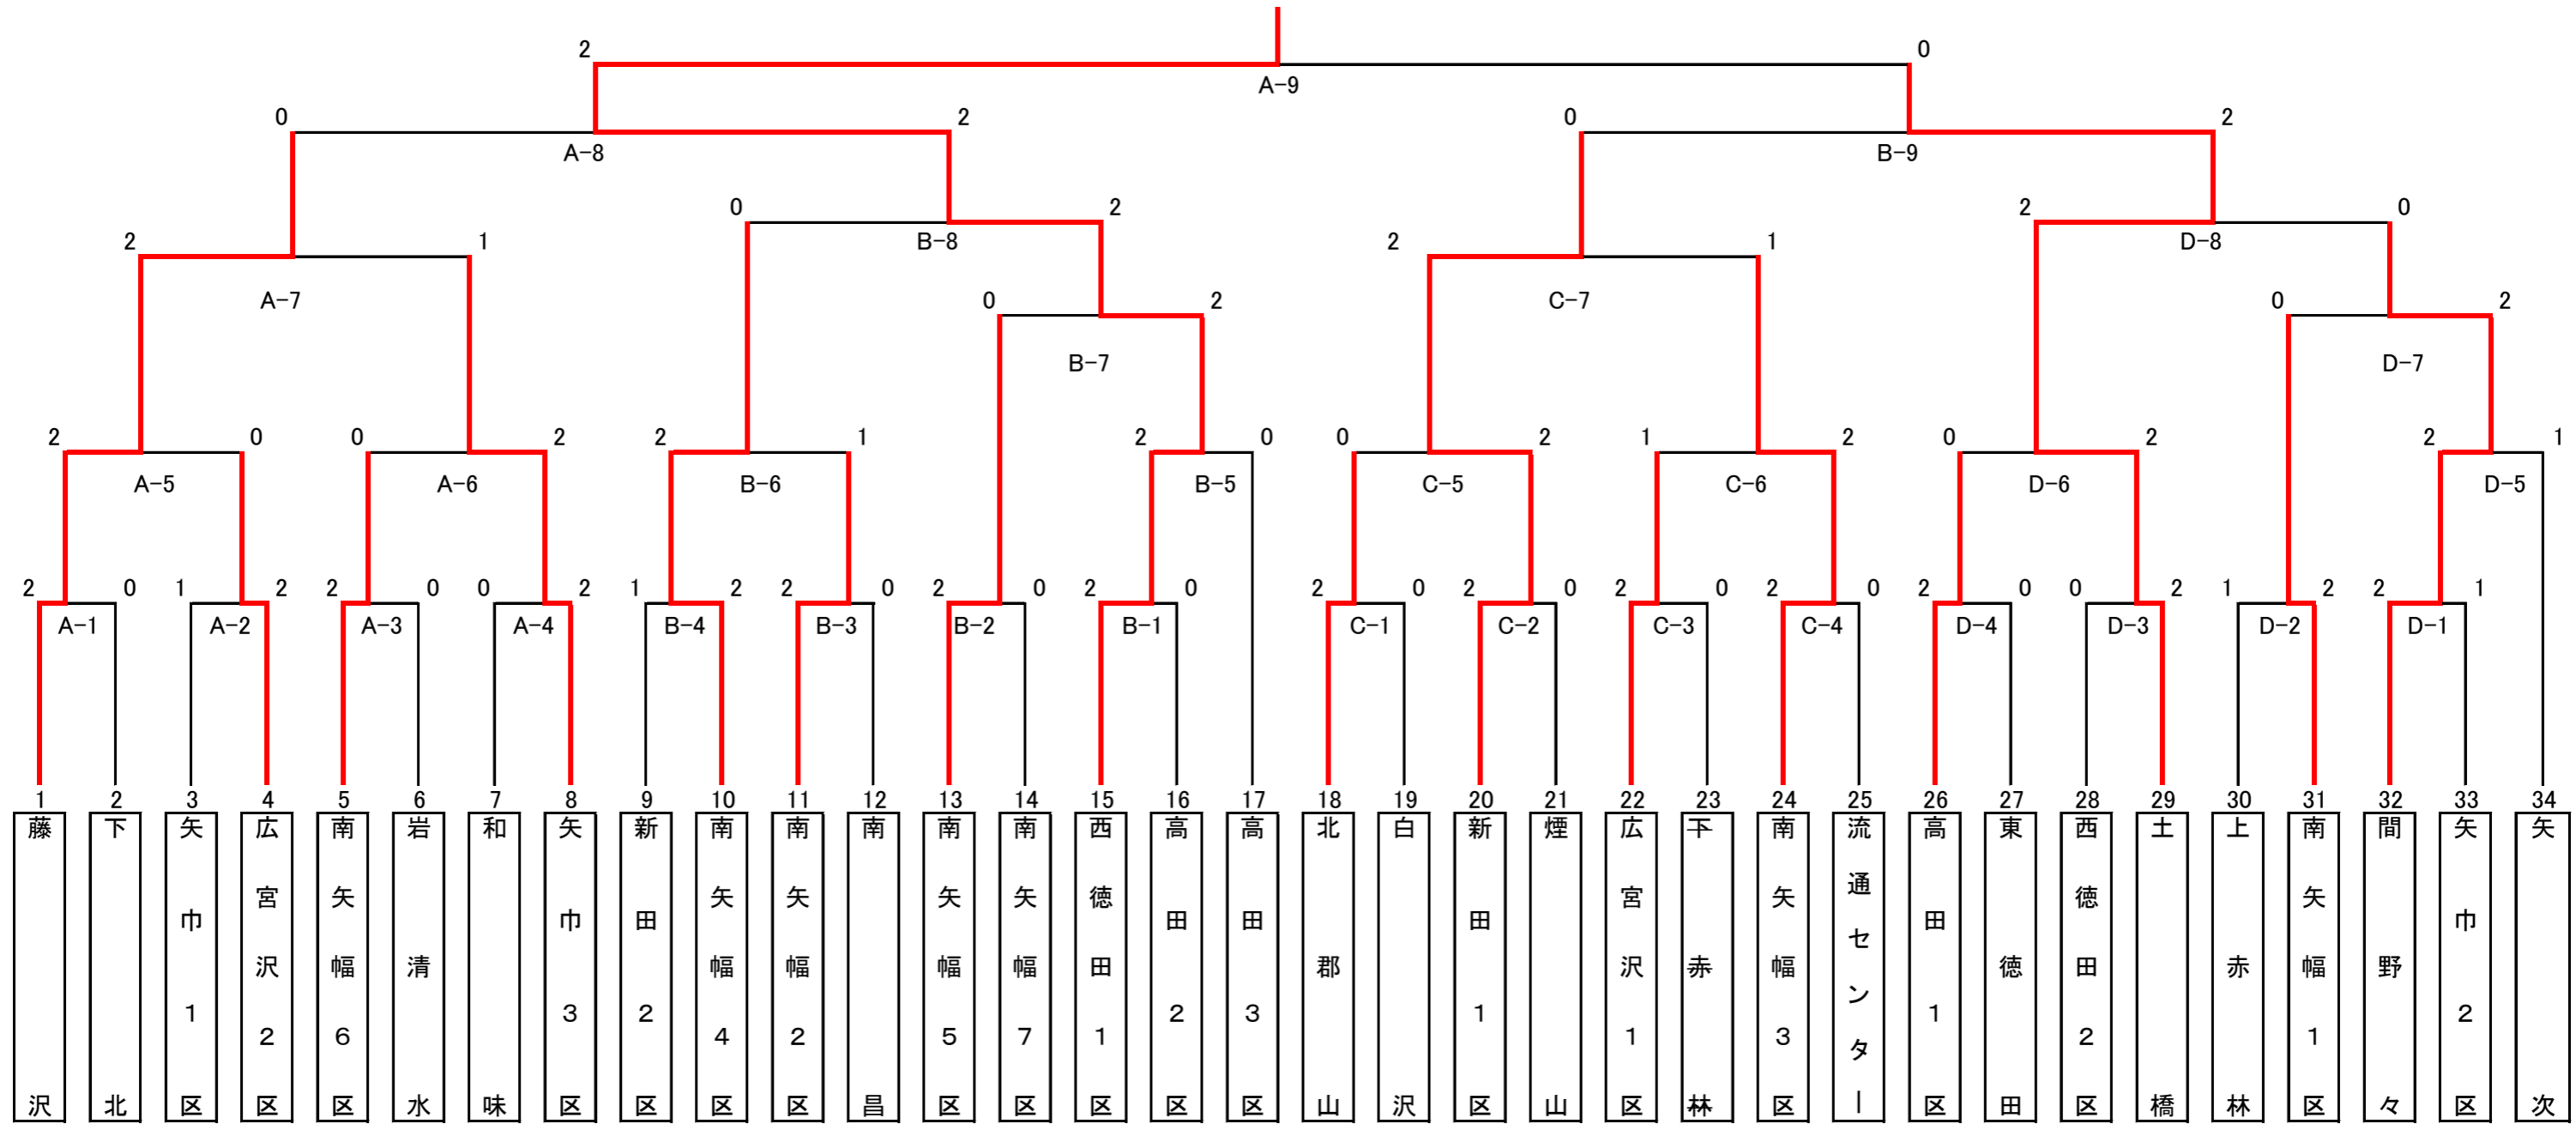 2 0
A-9
0 2 0 2
A-8 B-9
0 2 2 0
B-8 D-8
2 1 2 1
A-7 C-7
0 2 0 2
B-7 D-7
2 0 0 2 2 1 2 0 0 2 1 2 0 2 2 1
A-5 A-6 B-6 B-5 C-5 C-6 D-6 D-5
2 0 1 2 2 0 0 2 1 2 2 0 2 0 2 0 2 0 2 0 2 0 2 0 2 0 0 2 1 2 2 1
A-1 A-2 A-3 A-4 B-4 B-3 B-2 B-1 C-1 C-2 C-3 C-4 D-4 D-3 D-2 D-1
1 藤沢
2 下北
3 矢巾1区
4 広宮沢2区
5 南矢幅6区
6 岩清水
7 和味
8 矢巾3区
9 新田2区
10 南矢幅4区
11 南矢幅2区
12 南昌
13 南矢幅5区
14 南矢幅7区
15 西徳田1区
16 高田2区
17 高田3区
18 北郡山
19 白沢
20 新田1区
21 煙山
22 広宮沢1区
23 下赤林
24 南矢幅3区
25 流通センター
26 高田1区
27 東徳田
28 西徳田2区
29 土橋
30 上赤林
31 南矢幅1区
32 間野々
33 矢巾2区
34 矢次